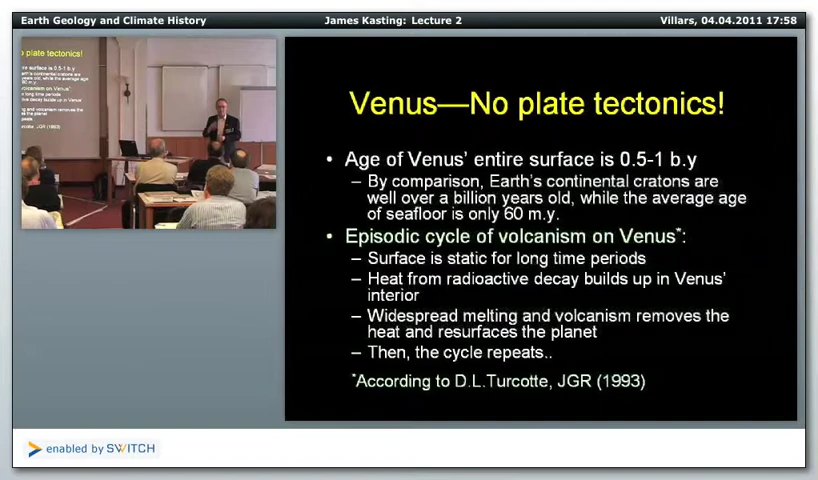 Earth Geology and Climate History
James Kasting: Lecture 2
Villars, 04.04.2011 17:58
o plate tectonics!
Venus—No plate tectonics!
• Age of Venus' entire surface is 0.5-1 b.y
– By comparison, Earth's continental cratons are
well over a billion years old, while the average age
of seafloor is only 60 m.y.
• Episodic cycle of volcanism on Venus*:
– Surface is static for long time periods
– Heat from radioactive decay builds up in Venus'
interior
– Widespread melting and volcanism removes the
heat and resurfaces the planet
– Then, the cycle repeats..
*According to D.L.Turcotte, JGR (1993)
enabled by SWITCH